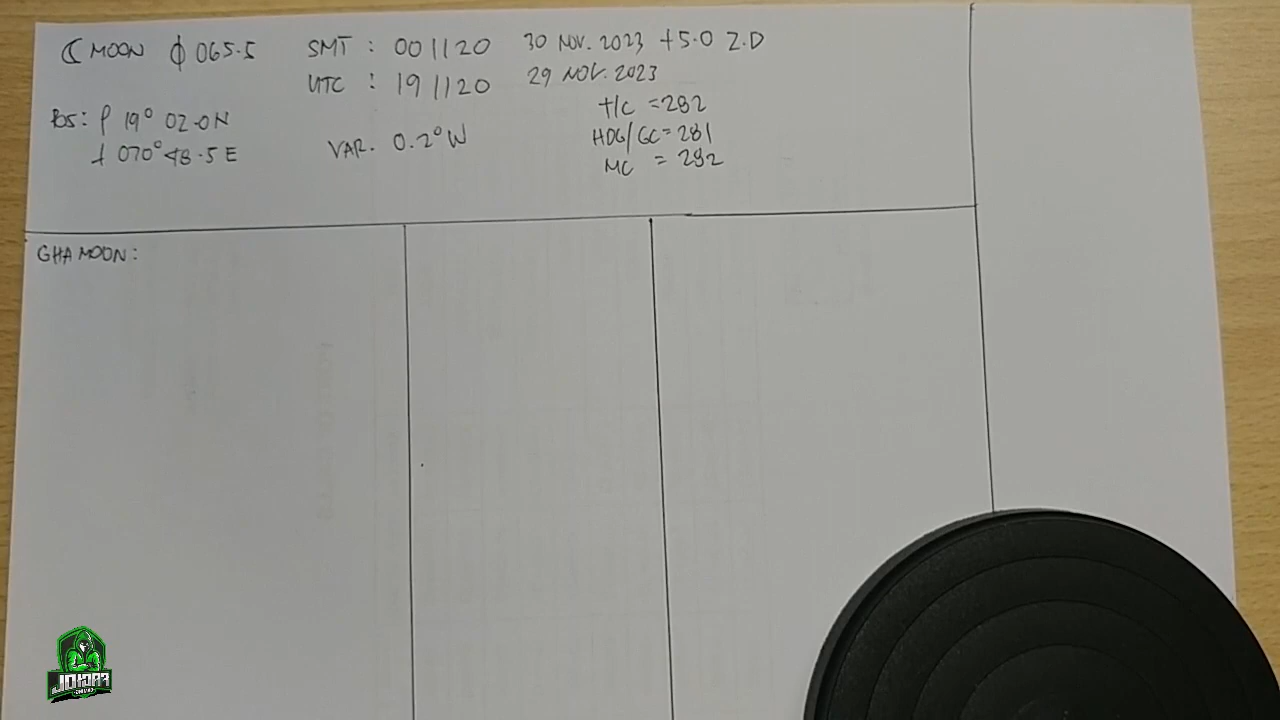 ☾ MOON ϕ 065.5 SMT : 001120 30 NOV. 2023 +5.0 Z.D
UTC : 191120 29 NOV. 2023
T/C = 282
POS: φ 19° 02.0N
HDG/GC = 281
VAR. 0.2°W
λ 070° 48.5 E
MC = 282
GHA MOON: